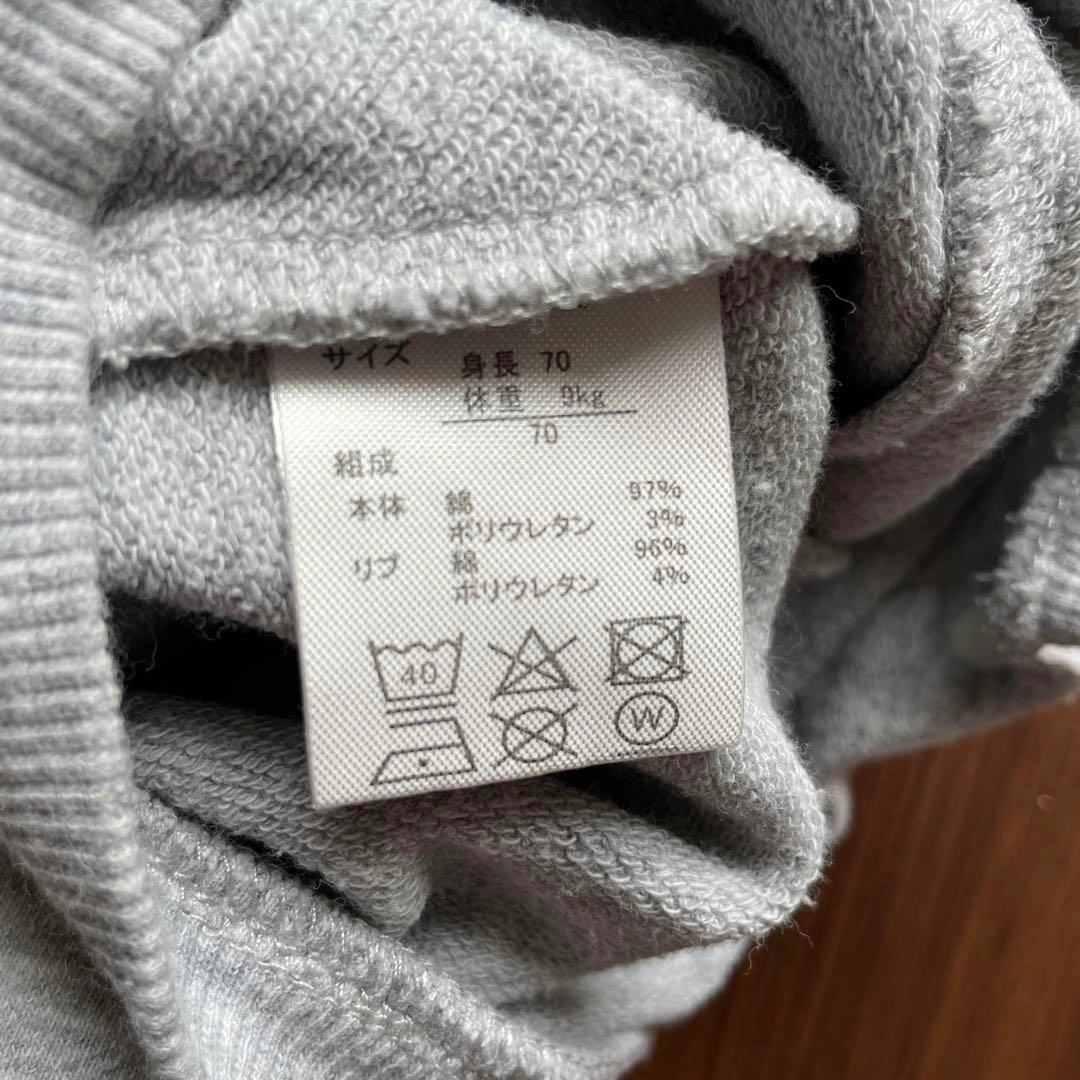 サイズ 身長 70
体重 9kg
70
組成
本体 綿 97%
ポリウレタン 3%
リブ 綿 96%
ポリウレタン 4%
40
W